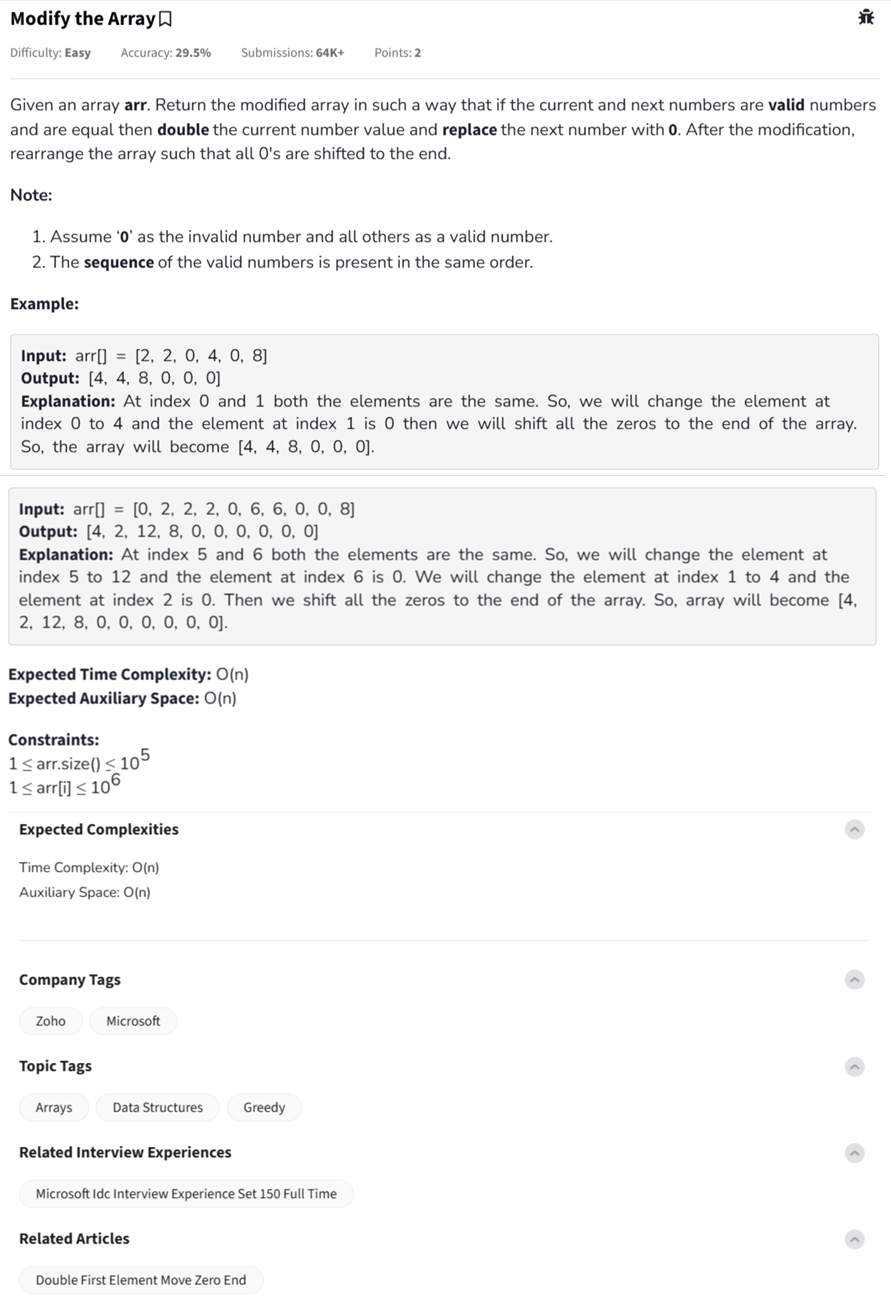 Modify the Array
Difficulty: Easy Accuracy: 29.5% Submissions: 64K+ Points: 2
Given an array arr. Return the modified array in such a way that if the current and next numbers are valid numbers
and are equal then double the current number value and replace the next number with 0. After the modification,
rearrange the array such that all 0's are shifted to the end.
Note:
1. Assume ‘0’ as the invalid number and all others as a valid number.
2. The sequence of the valid numbers is present in the same order.
Example:
Input: arr[] = [2, 2, 0, 4, 0, 8]
Output: [4, 4, 8, 0, 0, 0]
Explanation: At index 0 and 1 both the elements are the same. So, we will change the element at
index 0 to 4 and the element at index 1 is 0 then we will shift all the zeros to the end of the array.
So, the array will become [4, 4, 8, 0, 0, 0].
Input: arr[] = [0, 2, 2, 2, 0, 6, 6, 0, 0, 8]
Output: [4, 2, 12, 8, 0, 0, 0, 0, 0, 0]
Explanation: At index 5 and 6 both the elements are the same. So, we will change the element at
index 5 to 12 and the element at index 6 is 0. We will change the element at index 1 to 4 and the
element at index 2 is 0. Then we shift all the zeros to the end of the array. So, array will become [4,
2, 12, 8, 0, 0, 0, 0, 0, 0].
Expected Time Complexity: O(n)
Expected Auxiliary Space: O(n)
Constraints:
1 ≤ arr.size() ≤ 10^5
1 ≤ arr[i] ≤ 10^6
Expected Complexities
Time Complexity: O(n)
Auxiliary Space: O(n)
Company Tags
Zoho Microsoft
Topic Tags
Arrays Data Structures Greedy
Related Interview Experiences
Microsoft Idc Interview Experience Set 150 Full Time
Related Articles
Double First Element Move Zero End